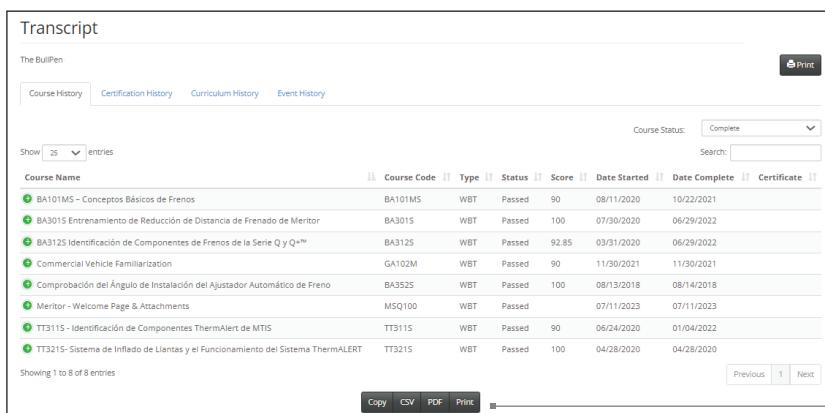 Transcript
The BullPen
Print
Course History Certification History Curriculum History Event History
Course Status: Complete
Show 25 entries Search:
Course Name Course Code Type Status Score Date Started Date Complete Certificate
BA101MS – Conceptos Básicos de Frenos BA101MS WBT Passed 90 08/11/2020 10/22/2021
BA301S Entrenamiento de Reducción de Distancia de Frenado de Meritor BA301S WBT Passed 100 07/30/2020 06/29/2022
BA312S Identificación de Componentes de Frenos de la Serie Q y Q+™ BA312S WBT Passed 92.85 03/31/2020 06/29/2022
Commercial Vehicle Familiarization GA102M WBT Passed 90 11/30/2021 11/30/2021
Comprobación del Ángulo de Instalación del Ajustador Automático de Freno BA352S WBT Passed 100 08/13/2018 08/14/2018
Meritor - Welcome Page & Attachments MSQ100 WBT Passed 07/11/2023 07/11/2023
TT311S - Identificación de Componentes ThermAlert de MTIS TT311S WBT Passed 90 06/24/2020 01/04/2022
TT321S- Sistema de Inflado de Llantas y el Funcionamiento del Sistema ThermALERT TT321S WBT Passed 100 04/28/2020 04/28/2020
Showing 1 to 8 of 8 entries Previous 1 Next
Copy CSV PDF Print